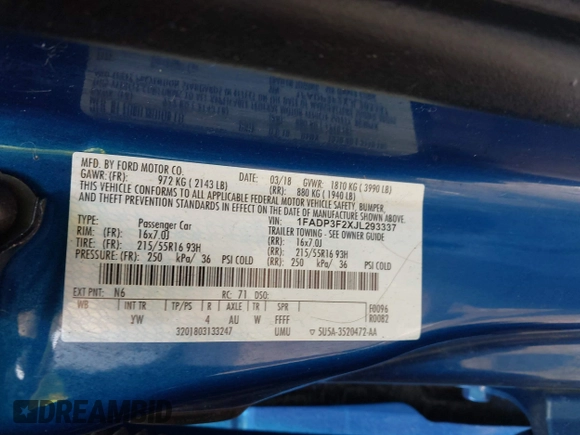 MFD. BY FORD MOTOR CO.
03/18 GVWR: 1810 KG ( 3990 LB)
GAWR: (FR): 972 KG ( 2143 LB) (RR): 880 KG ( 1940 LB)
THIS VEHICLE CONFORMS TO ALL APPLICABLE FEDERAL MOTOR VEHICLE SAFETY, BUMPER,
AND THEFT PREVENTION STANDARDS IN EFFECT ON THE DATE OF MANUFACTURE SHOWN ABOVE.
VIN: 1FADP3F2XJL293337
TYPE: Passenger Car TRAILER TOWING - SEE OWNER GUIDE
RIM: (FR): 16x7.0J (RR): 16x7.0J
TIRE: (FR): 215/55R16 93H (RR): 215/55R16 93H
PRESSURE: (FR): 250 kPa/ 36 PSI COLD (RR): 250 kPa/ 36 PSI COLD
EXT PNT: N6 RC: 71 DSO:
WB INT TR TP/PS R AXLE TR SPR F0096
YW 4 AU W FFFF R0082
3201803133247 UMU 5U5A-3520472-AA
DREAMBID